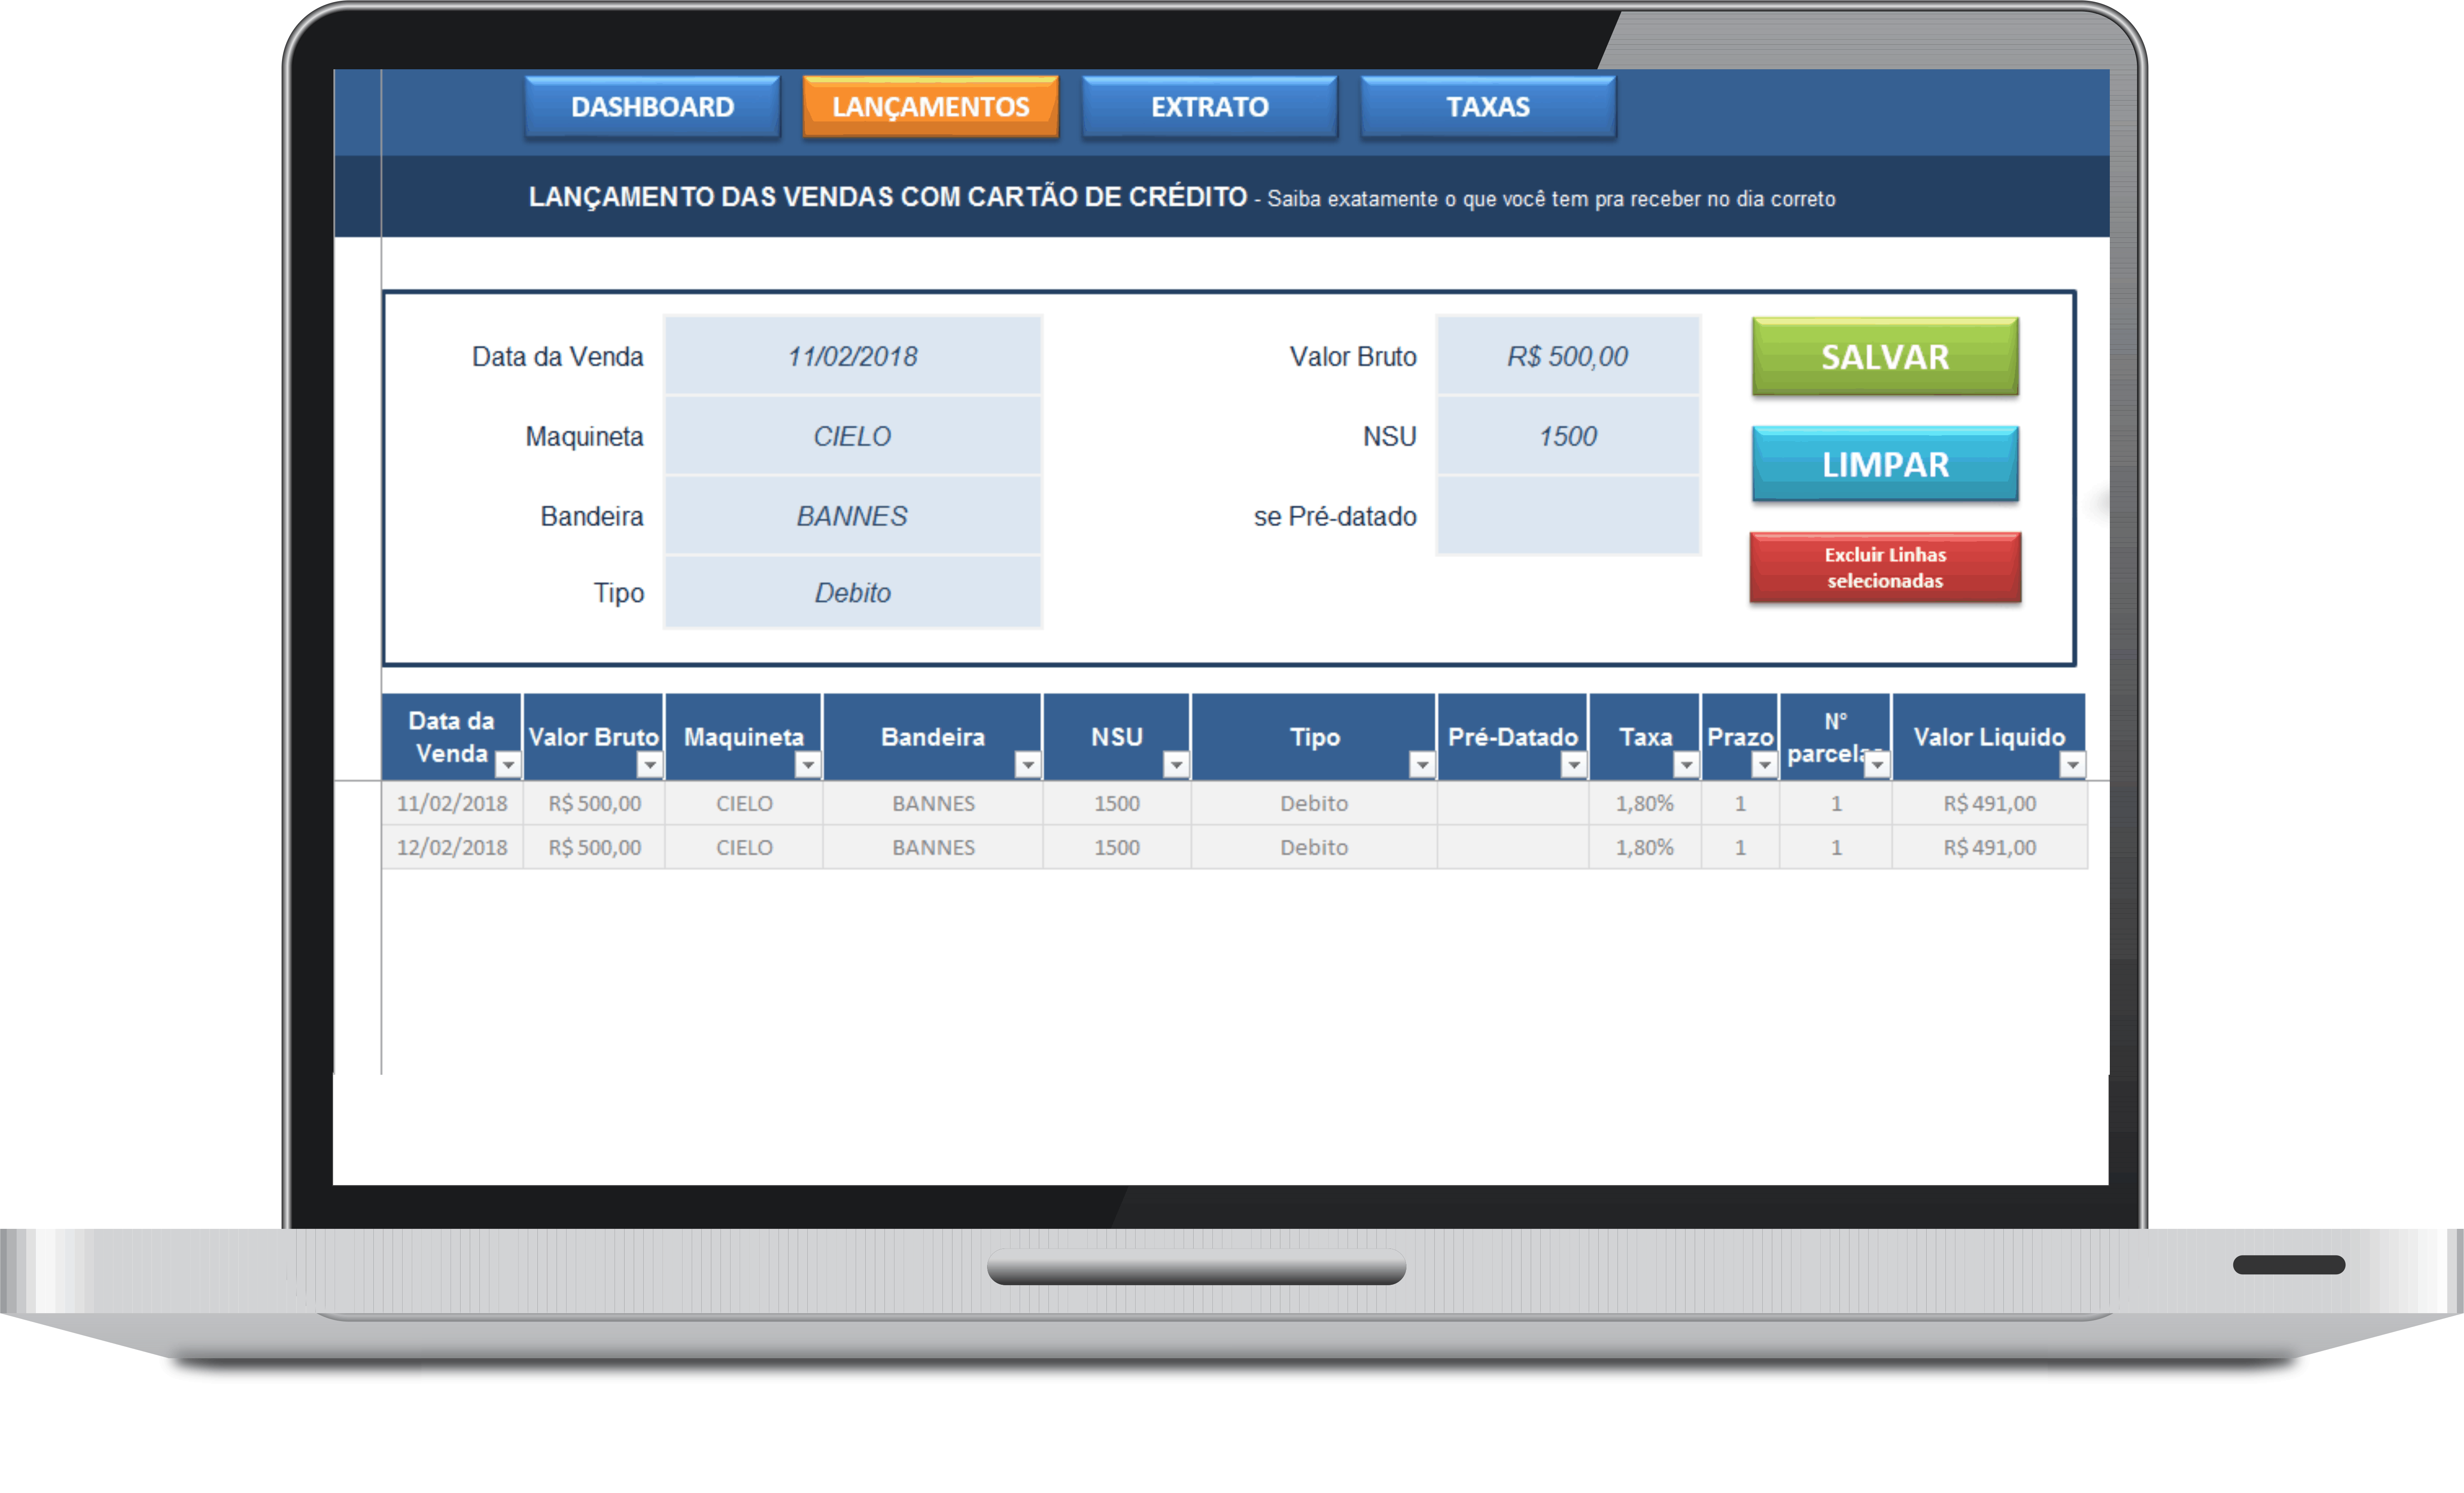 DASHBOARD LANÇAMENTOS EXTRATO TAXAS
LANÇAMENTO DAS VENDAS COM CARTÃO DE CRÉDITO - Saiba exatamente o que você tem pra receber no dia correto
Data da Venda 11/02/2018 Valor Bruto R$ 500,00 SALVAR
Maquineta CIELO NSU 1500 LIMPAR
Bandeira BANNES se Pré-datado
Excluir Linhas
selecionadas
Tipo Debito
Data da
Venda Valor Bruto Maquineta Bandeira NSU Tipo Pré-Datado Taxa Prazo N°
parcelas Valor Liquido
11/02/2018 R$ 500,00 CIELO BANNES 1500 Debito 1,80% 1 1 R$ 491,00
12/02/2018 R$ 500,00 CIELO BANNES 1500 Debito 1,80% 1 1 R$ 491,00